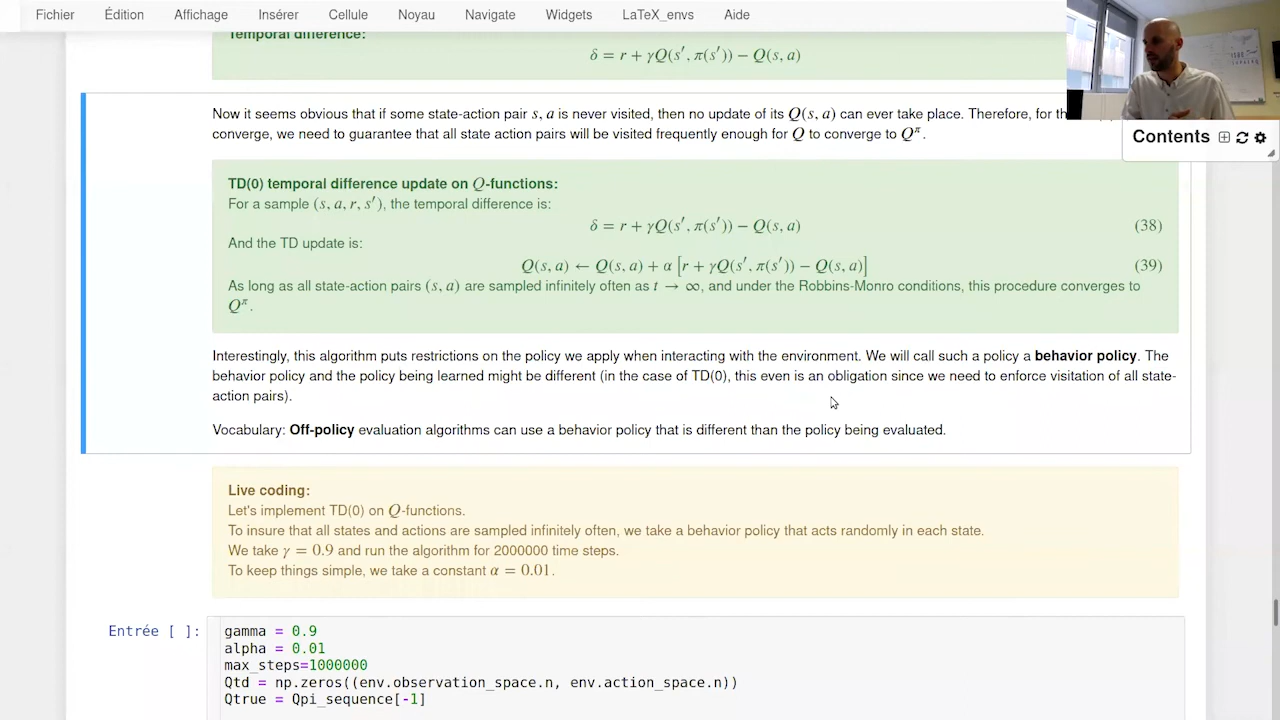 Fichier Édition Affichage Insérer Cellule Noyau Navigate Widgets LaTeX_envs Aide
Temporal difference:
δ = r + γQ(s′, π(s′)) − Q(s, a)
Now it seems obvious that if some state-action pair s, a is never visited, then no update of its Q(s, a) can ever take place. Therefore, for
converge, we need to guarantee that all state action pairs will be visited frequently enough for Q to converge to Q^π.
Contents
TD(0) temporal difference update on Q-functions:
For a sample (s, a, r, s′), the temporal difference is:
δ = r + γQ(s′, π(s′)) − Q(s, a) (38)
And the TD update is:
Q(s, a) ← Q(s, a) + α [r + γQ(s′, π(s′)) − Q(s, a)] (39)
As long as all state-action pairs (s, a) are sampled infinitely often as t → ∞, and under the Robbins-Monro conditions, this procedure converges to
Q^π.
Interestingly, this algorithm puts restrictions on the policy we apply when interacting with the environment. We will call such a policy a behavior policy. The
behavior policy and the policy being learned might be different (in the case of TD(0), this even is an obligation since we need to enforce visitation of all state-
action pairs).
Vocabulary: Off-policy evaluation algorithms can use a behavior policy that is different than the policy being evaluated.
Live coding:
Let's implement TD(0) on Q-functions.
To insure that all states and actions are sampled infinitely often, we take a behavior policy that acts randomly in each state.
We take γ = 0.9 and run the algorithm for 2000000 time steps.
To keep things simple, we take a constant α = 0.01.
Entrée [ ]: gamma = 0.9
alpha = 0.01
max_steps=1000000
Qtd = np.zeros((env.observation_space.n, env.action_space.n))
Qtrue = Qpi_sequence[-1]